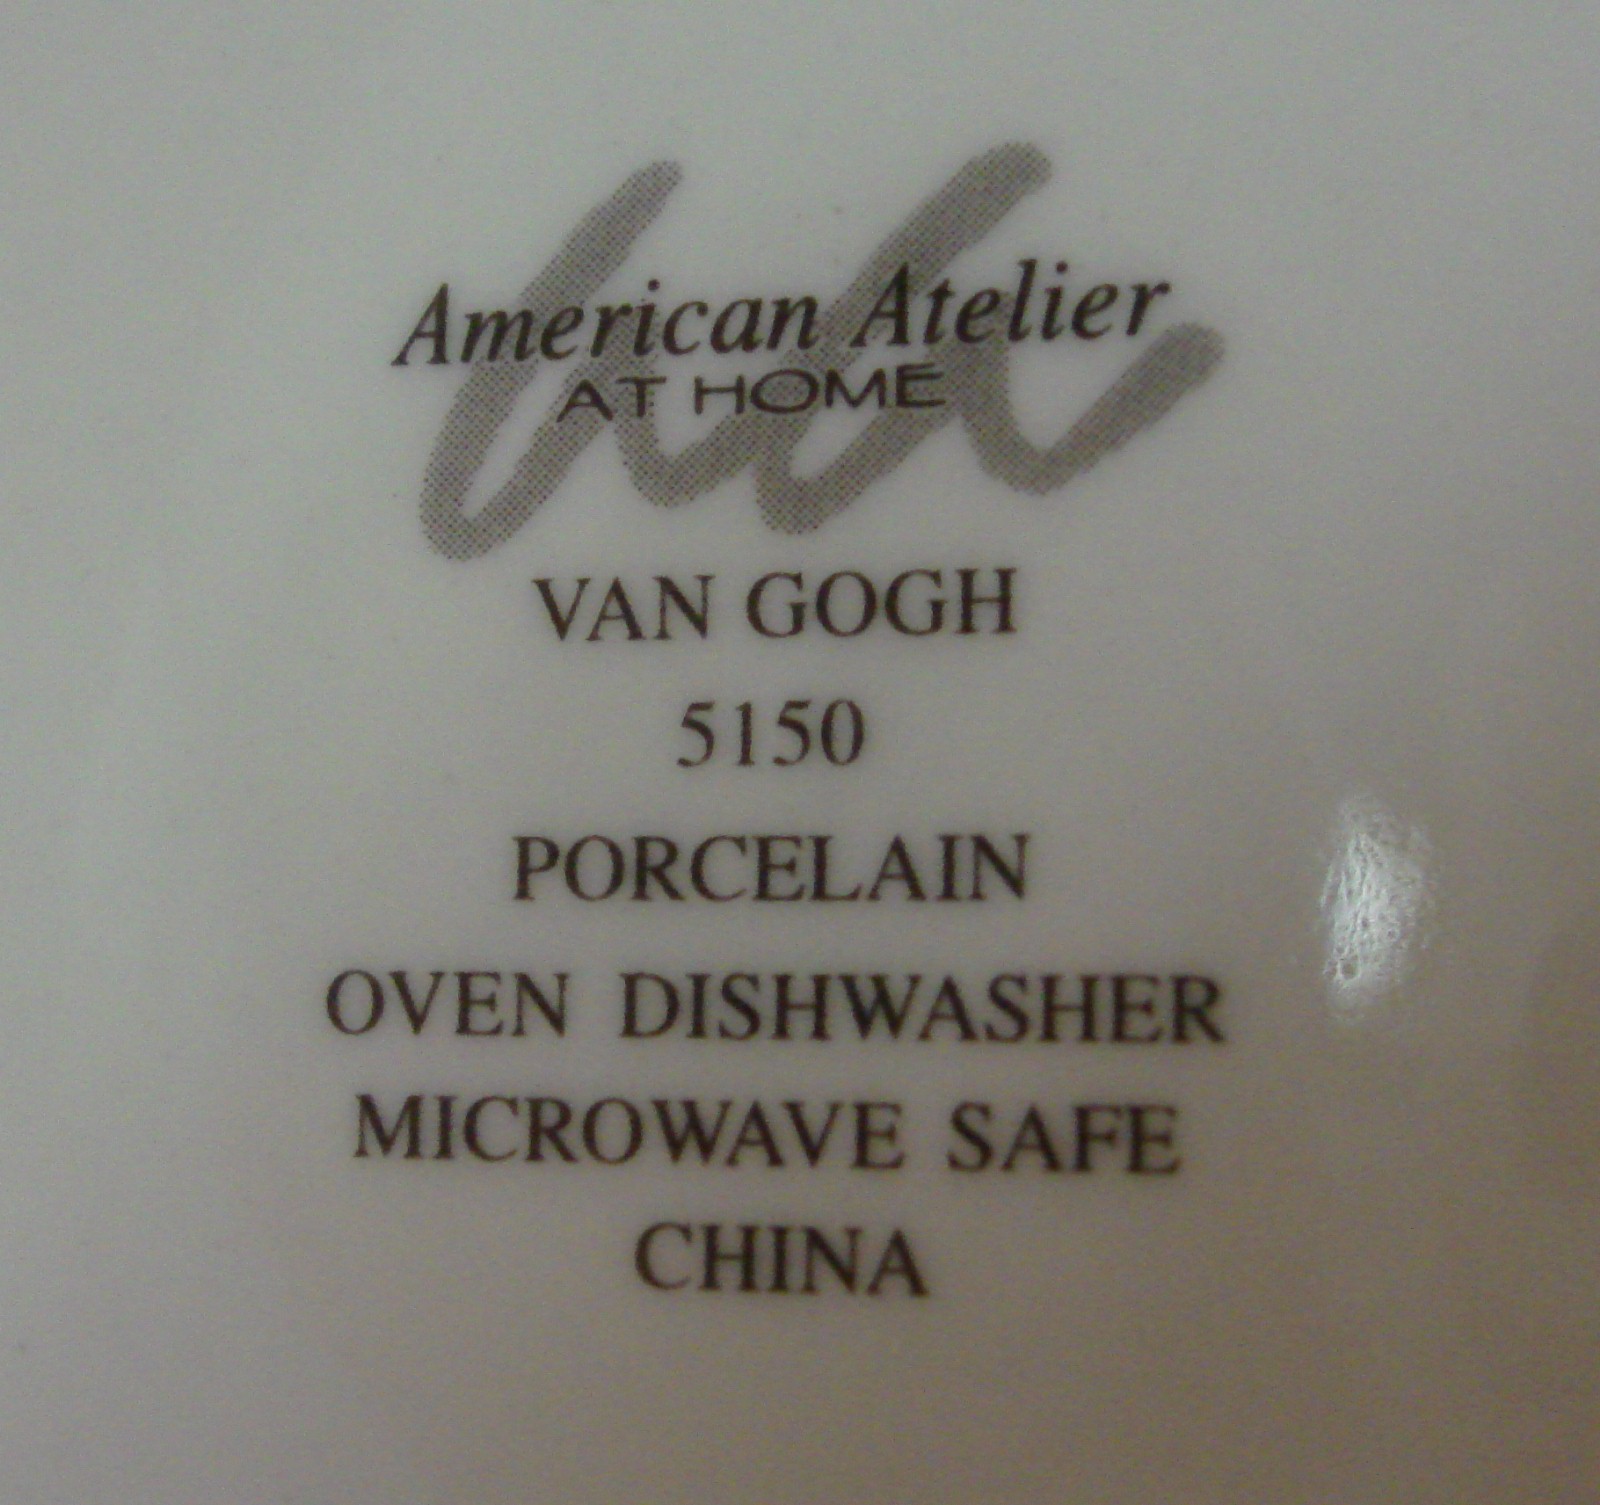 American Atelier
AT HOME
VAN GOGH
5150
PORCELAIN
OVEN DISHWASHER
MICROWAVE SAFE
CHINA